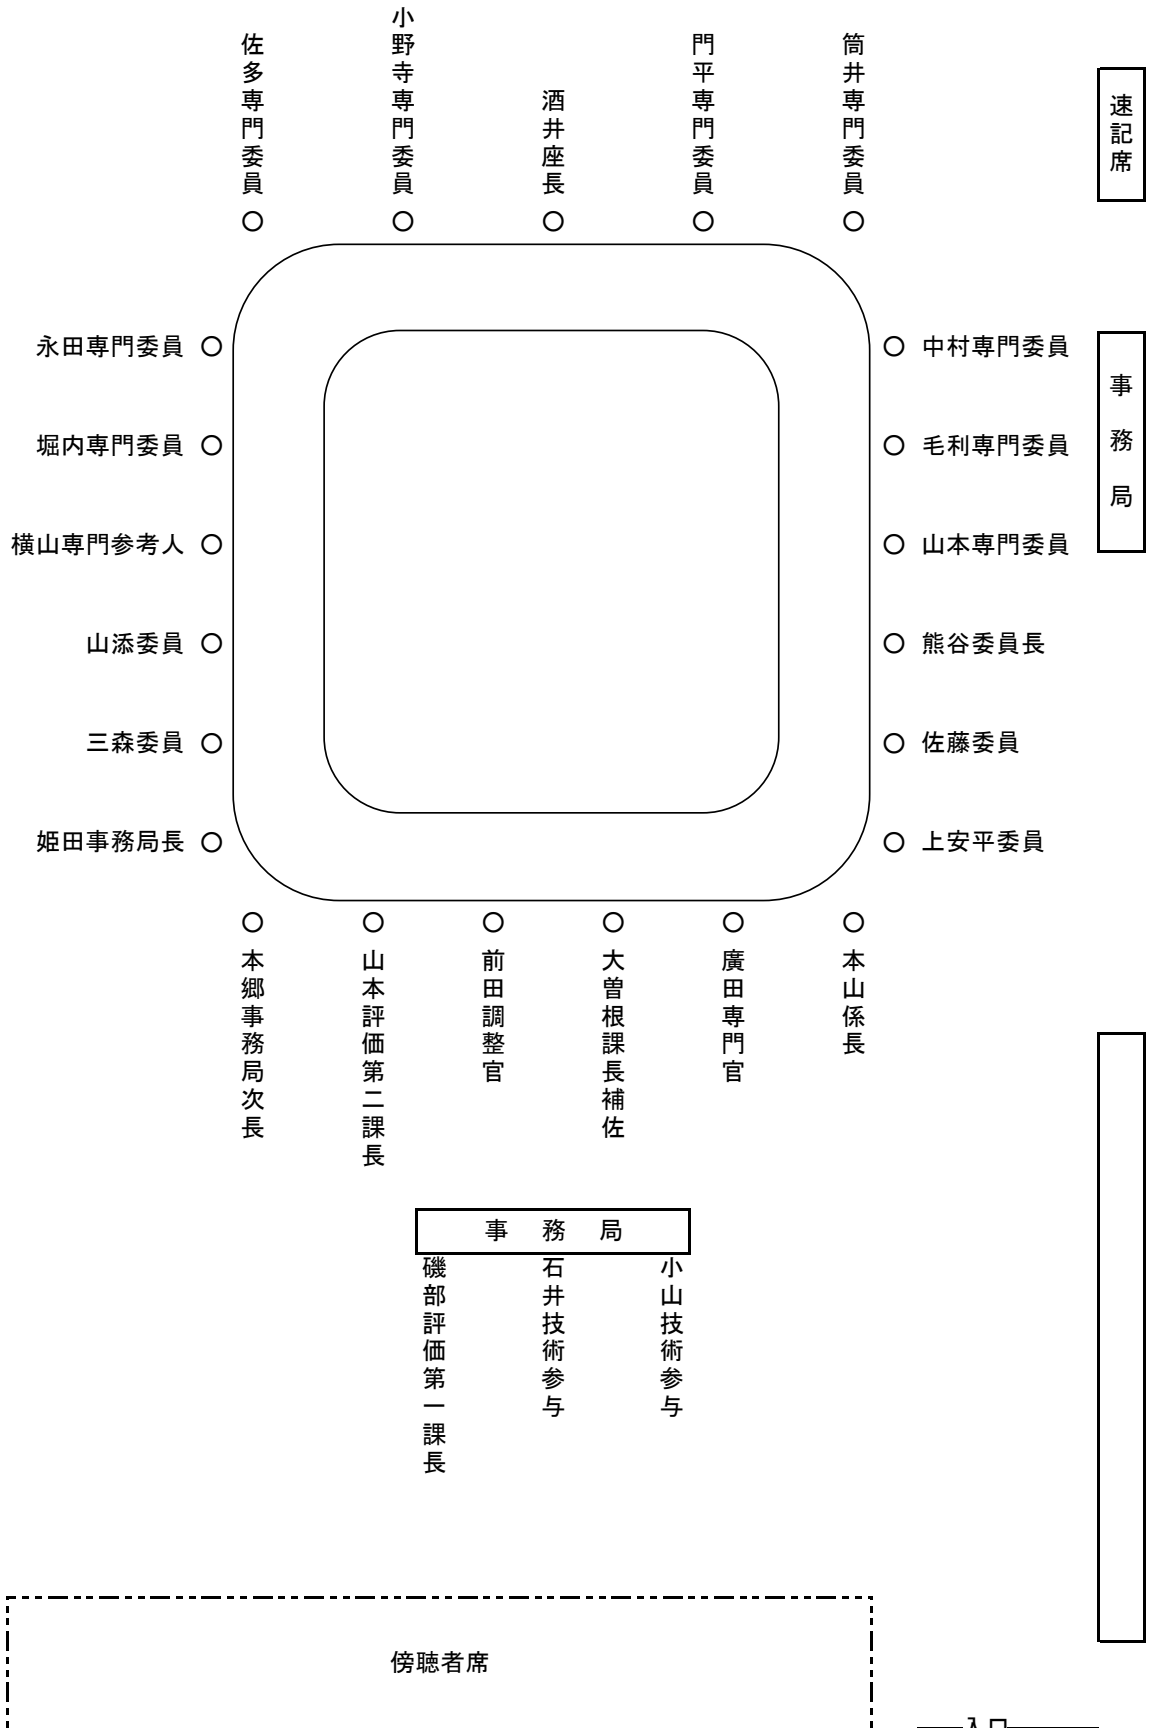 佐多専門委員
小野寺専門委員
酒井座長
門平専門委員
筒井専門委員
速記席
永田専門委員
中村専門委員
事務局
堀内専門委員
毛利専門委員
横山専門参考人
山本専門委員
山添委員
熊谷委員長
三森委員
佐藤委員
姫田事務局長
上安平委員
本郷事務局次長
山本評価第二課長
前田調整官
大曽根課長補佐
廣田専門官
本山係長
事務局
磯部評価第一課長
石井技術参与
小山技術参与
傍聴者席
入口